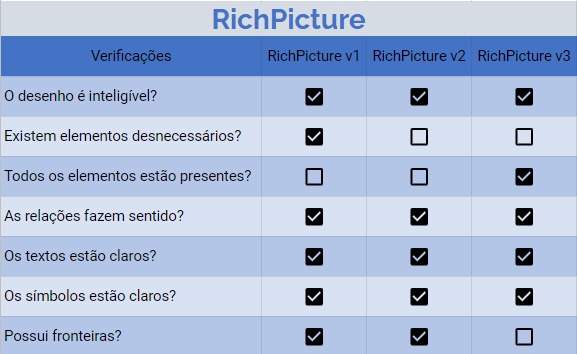 RichPicture
Verificações RichPicture v1 RichPicture v2 RichPicture v3
O desenho é inteligível?
Existem elementos desnecessários?
Todos os elementos estão presentes?
As relações fazem sentido?
Os textos estão claros?
Os símbolos estão claros?
Possui fronteiras?